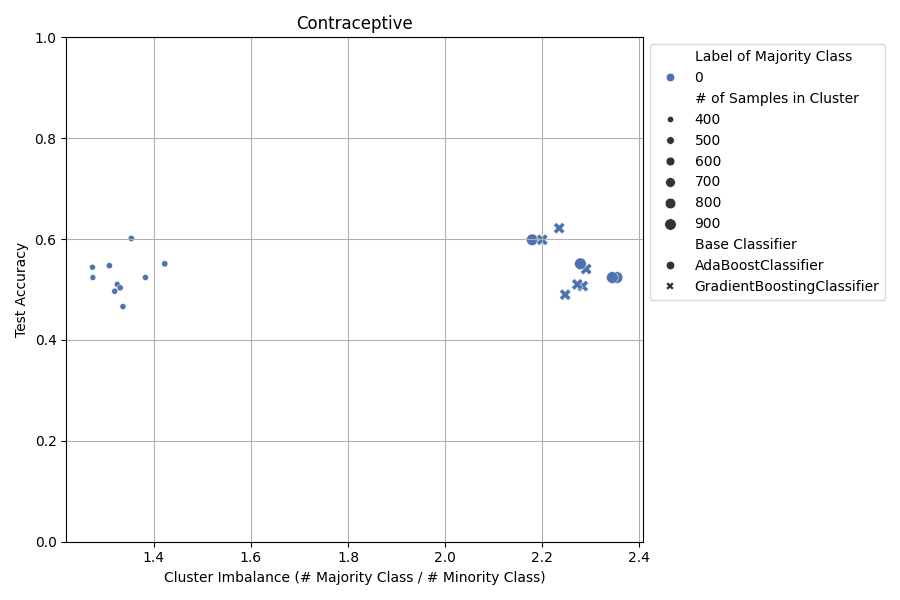 Contraceptive
1.0
0.8
0.6
0.4
0.2
0.0
Test Accuracy
1.4
1.6
1.8
2.0
2.2
2.4
Cluster Imbalance (# Majority Class / # Minority Class)
Label of Majority Class
0
# of Samples in Cluster
400
500
600
700
800
900
Base Classifier
AdaBoostClassifier
GradientBoostingClassifier